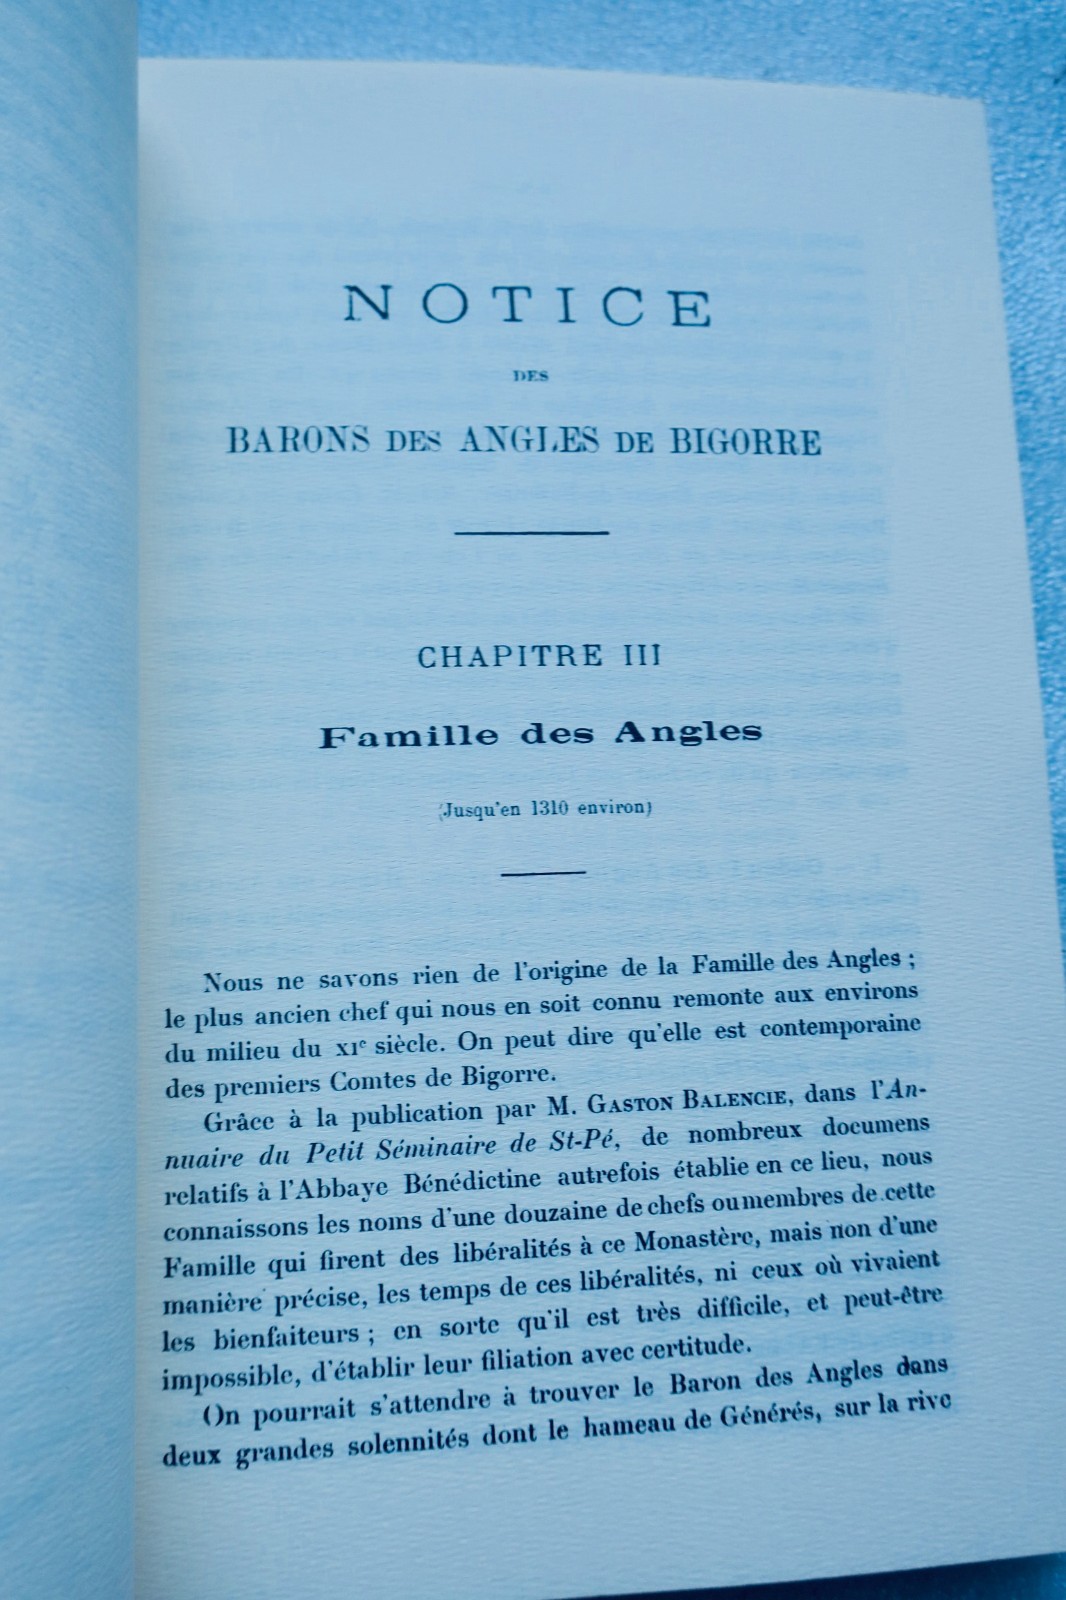 NOTICE
DES
BARONS DES ANGLES DE BIGORRE
CHAPITRE III
Famille des Angles
(Jusqu'en 1310 environ)
Nous ne savons rien de l'origine de la Famille des Angles ;
le plus ancien chef qui nous en soit connu remonte aux environs
du milieu du XIe siècle. On peut dire qu'elle est contemporaine
des premiers Comtes de Bigorre.
Grâce à la publication par M. GASTON BALENCIE, dans l'An-
nuaire du Petit Séminaire de St-Pé, de nombreux documens
relatifs à l'Abbaye Bénédictine autrefois établie en ce lieu, nous
connaissons les noms d'une douzaine de chefs ou membres de cette
Famille qui firent des libéralités à ce Monastère, mais non d'une
manière précise, les temps de ces libéralités, ni ceux où vivaient
les bienfaiteurs ; en sorte qu'il est très difficile, et peut-être
impossible, d'établir leur filiation avec certitude.
On pourrait s'attendre à trouver le Baron des Angles dans
deux grandes solennités dont le hameau de Générés, sur la rive